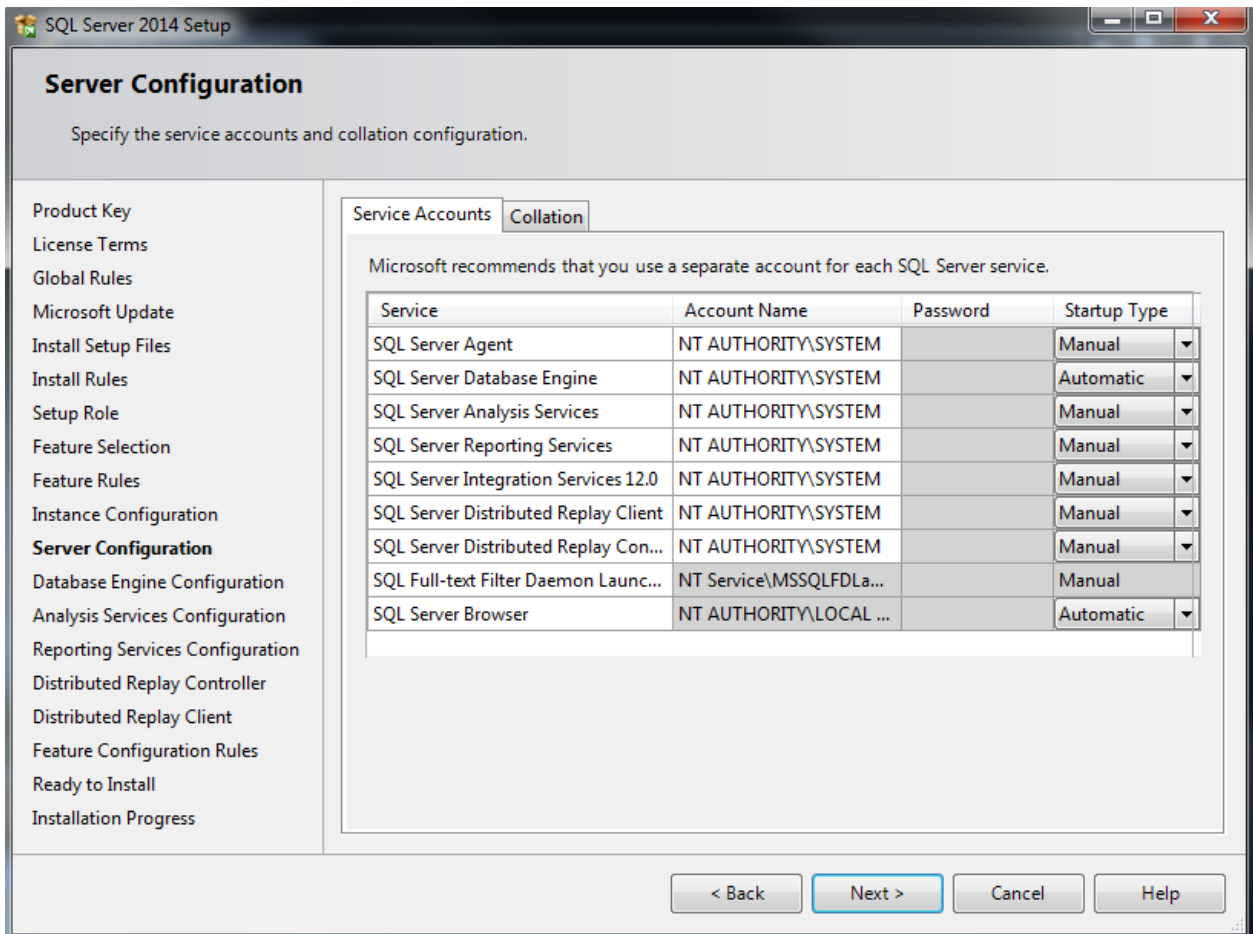 SQL Server 2014 Setup
Server Configuration
Specify the service accounts and collation configuration.
Product Key
License Terms
Global Rules
Microsoft Update
Install Setup Files
Install Rules
Setup Role
Feature Selection
Feature Rules
Instance Configuration
Server Configuration
Database Engine Configuration
Analysis Services Configuration
Reporting Services Configuration
Distributed Replay Controller
Distributed Replay Client
Feature Configuration Rules
Ready to Install
Installation Progress
Service Accounts Collation
Microsoft recommends that you use a separate account for each SQL Server service.
Service Account Name Password Startup Type
SQL Server Agent NT AUTHORITY\SYSTEM Manual
SQL Server Database Engine NT AUTHORITY\SYSTEM Automatic
SQL Server Analysis Services NT AUTHORITY\SYSTEM Manual
SQL Server Reporting Services NT AUTHORITY\SYSTEM Manual
SQL Server Integration Services 12.0 NT AUTHORITY\SYSTEM Manual
SQL Server Distributed Replay Client NT AUTHORITY\SYSTEM Manual
SQL Server Distributed Replay Con... NT AUTHORITY\SYSTEM Manual
SQL Full-text Filter Daemon Launc... NT Service\MSSQLFDLa... Manual
SQL Server Browser NT AUTHORITY\LOCAL ... Automatic
< Back Next > Cancel Help